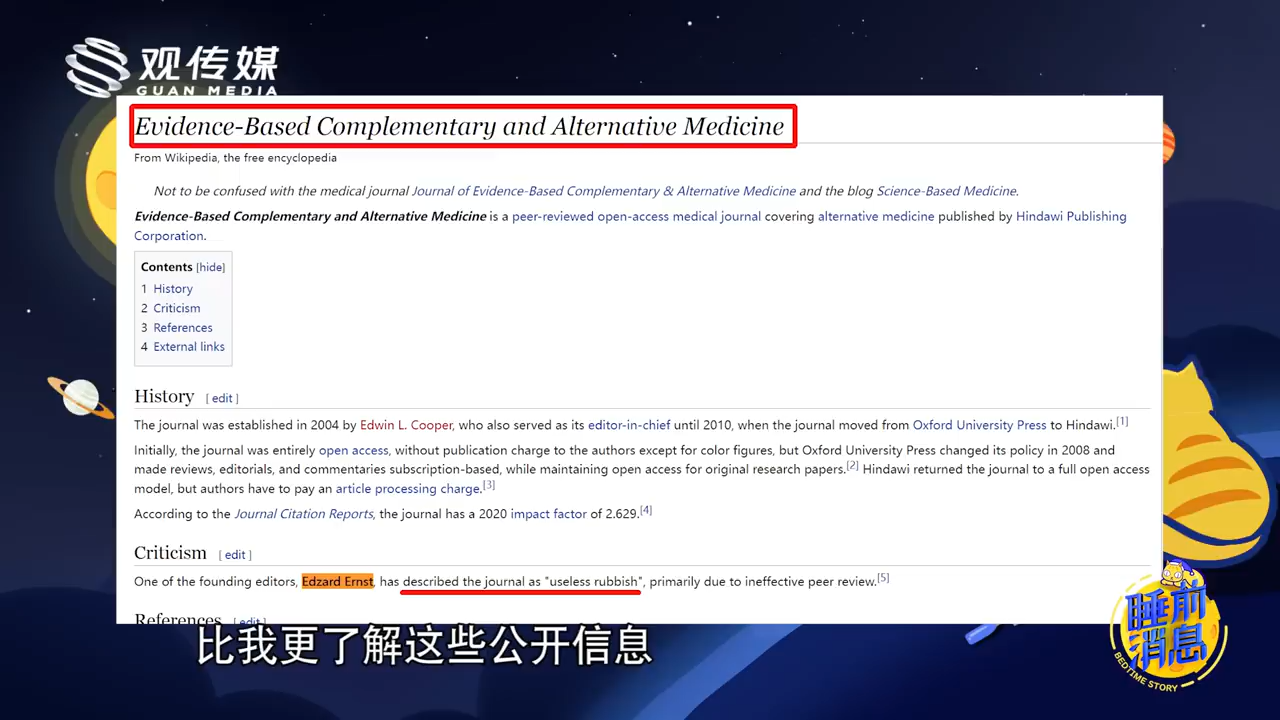 观传媒
GUAN MEDIA
Evidence-Based Complementary and Alternative Medicine
From Wikipedia, the free encyclopedia
Not to be confused with the medical journal Journal of Evidence-Based Complementary & Alternative Medicine and the blog Science-Based Medicine.
Evidence-Based Complementary and Alternative Medicine is a peer-reviewed open-access medical journal covering alternative medicine published by Hindawi Publishing
Corporation.
Contents [hide]
1 History
2 Criticism
3 References
4 External links
History [ edit ]
The journal was established in 2004 by Edwin L. Cooper, who also served as its editor-in-chief until 2010, when the journal moved from Oxford University Press to Hindawi.[1]
Initially, the journal was entirely open access, without publication charge to the authors except for color figures, but Oxford University Press changed its policy in 2008 and
made reviews, editorials, and commentaries subscription-based, while maintaining open access for original research papers.[2] Hindawi returned the journal to a full open access
model, but authors have to pay an article processing charge.[3]
According to the Journal Citation Reports, the journal has a 2020 impact factor of 2.629.[4]
Criticism [ edit ]
One of the founding editors, Edzard Ernst, has described the journal as "useless rubbish", primarily due to ineffective peer review.[5]
References [ edit ]
比我更了解这些公开信息
睡前
消息
BEDTIME STORY